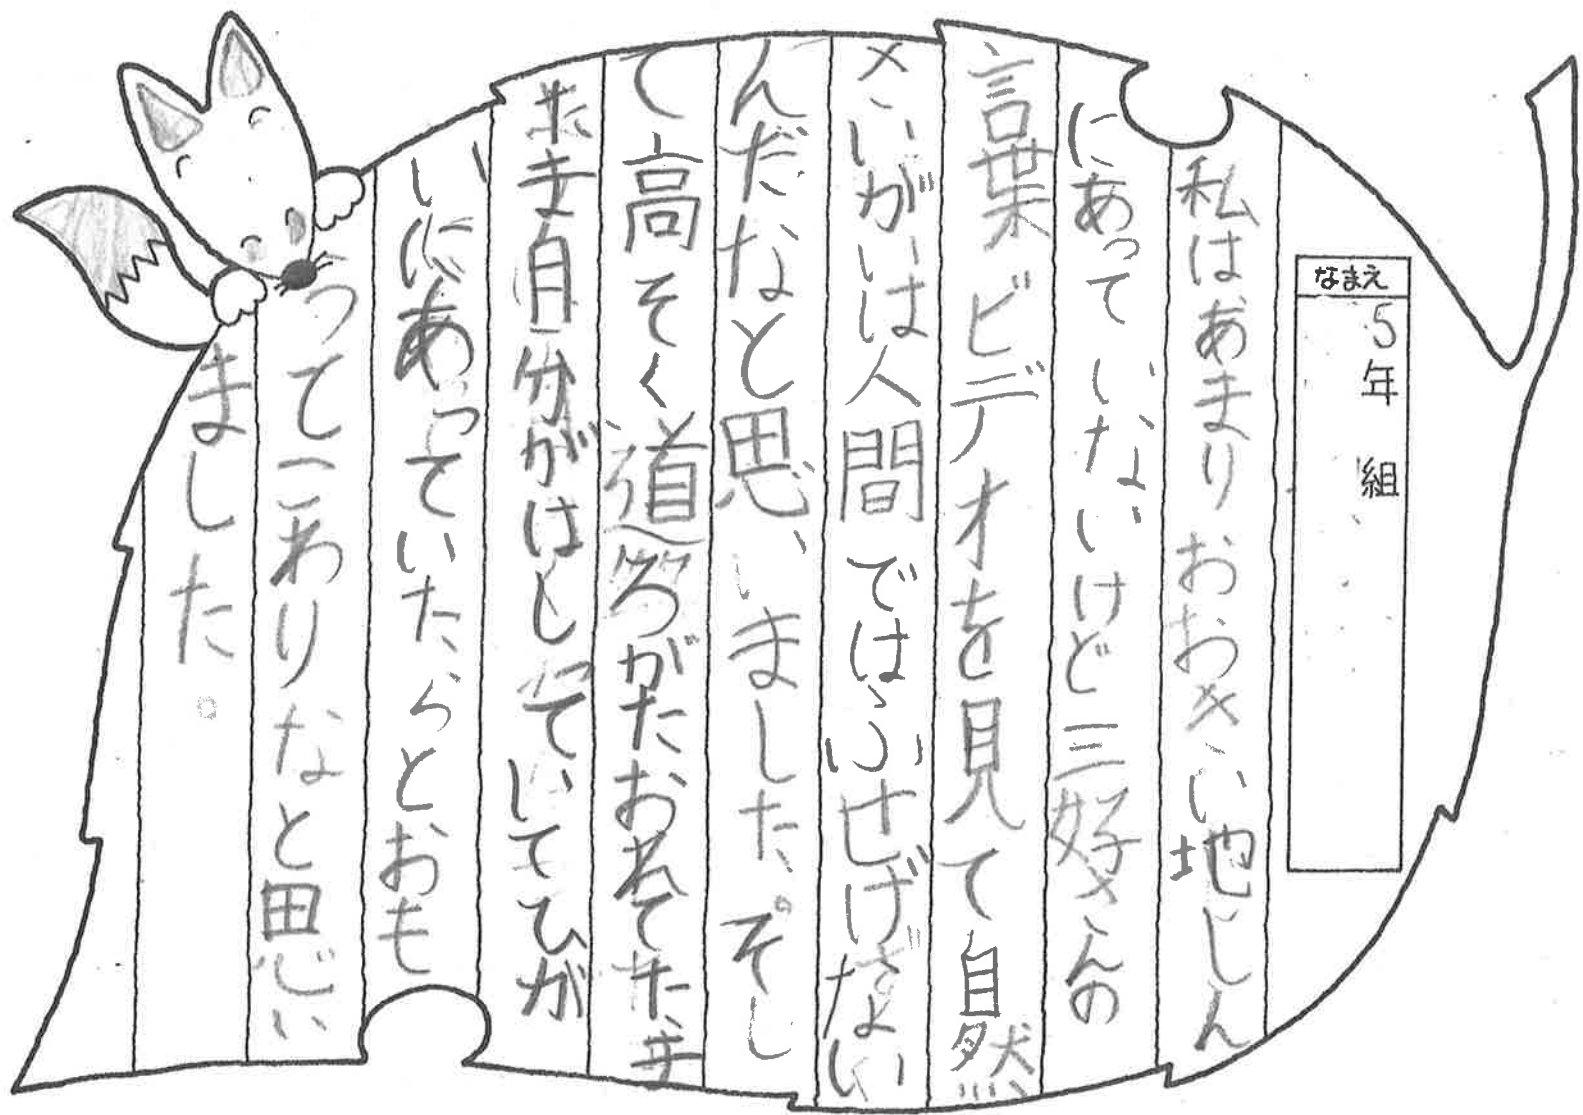 なまえ
5年 組
私はあまりおおきい地しん
にあっていないけど三好さんの
言葉ビデオを見て自然
さいがいは人間ではふせげない
んだなと思いました。そし
て高そく道ろがたおれてたま
たま自分がはしっていてひが
いにあっていたらとおも
ってこわりなと思い
ました。